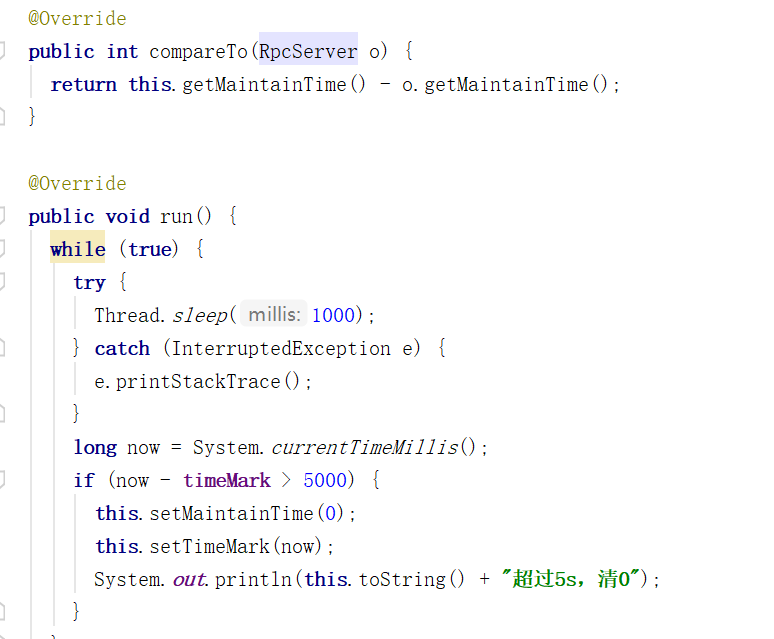 @Override
public int compareTo(RpcServer o) {
return this.getMaintainTime() - o.getMaintainTime();
}
@Override
public void run() {
while (true) {
try {
Thread.sleep( millis: 1000);
} catch (InterruptedException e) {
e.printStackTrace();
}
long now = System.currentTimeMillis();
if (now - timeMark > 5000) {
this.setMaintainTime(0);
this.setTimeMark(now);
System.out.println(this.toString() + "超过5s，清0");
}